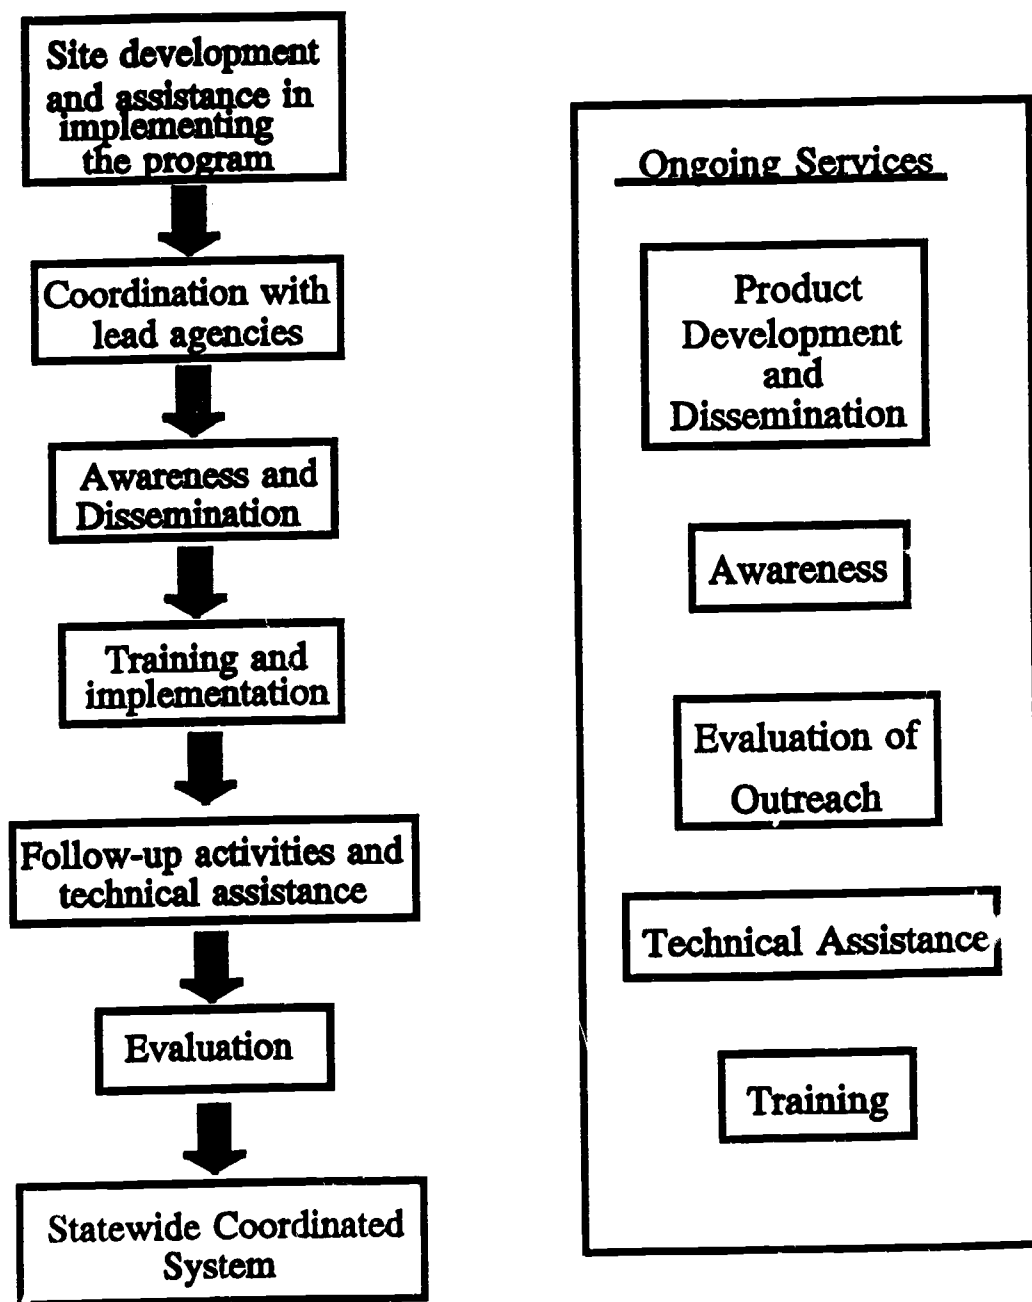 Site development
and assistance in
implementing
the program
Coordination with
lead agencies
Awareness and
Dissemination
Training and
implementation
Follow-up activities and
technical assistance
Evaluation
Statewide Coordinated
System
Ongoing Services
Product
Development
and
Dissemination
Awareness
Evaluation of
Outreach
Technical Assistance
Training